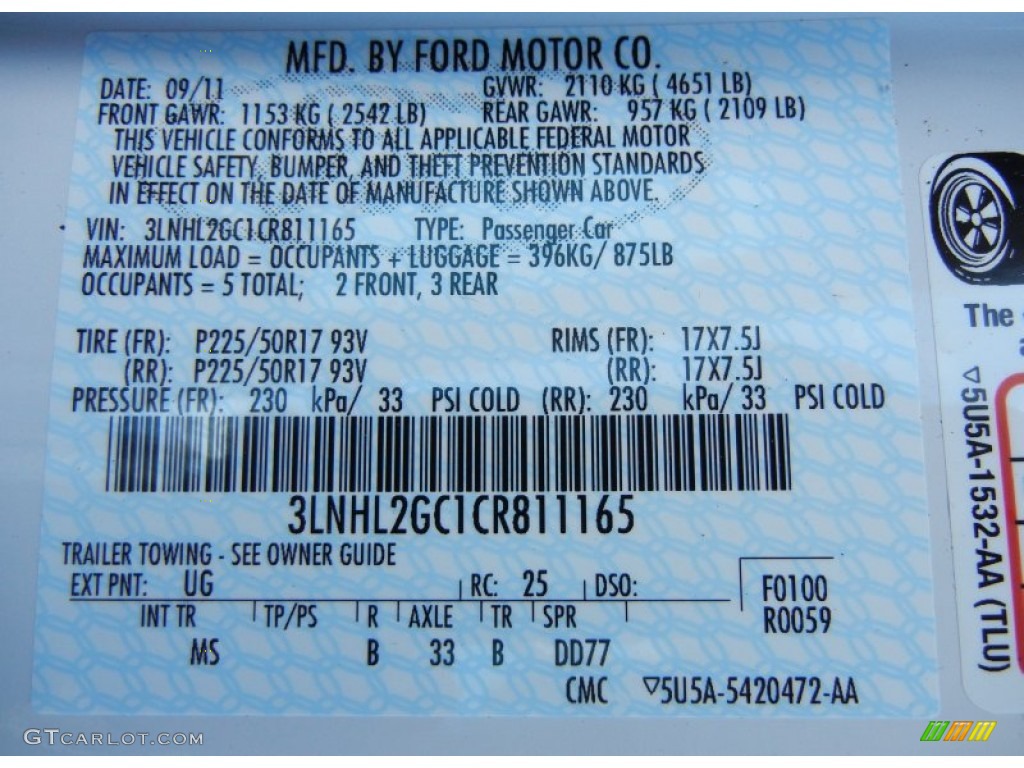 MFD. BY FORD MOTOR CO.
DATE: 09/11 GVWR: 2110 KG ( 4651 LB)
FRONT GAWR: 1153 KG ( 2542 LB) REAR GAWR: 957 KG ( 2109 LB)
THIS VEHICLE CONFORMS TO ALL APPLICABLE FEDERAL MOTOR
VEHICLE SAFETY, BUMPER, AND THEFT PREVENTION STANDARDS
IN EFFECT ON THE DATE OF MANUFACTURE SHOWN ABOVE.
VIN: 3LNHL2GC1CR811165 TYPE: Passenger Car
MAXIMUM LOAD = OCCUPANTS + LUGGAGE = 396KG/ 875LB
OCCUPANTS = 5 TOTAL; 2 FRONT, 3 REAR
TIRE (FR): P225/50R17 93V RIMS (FR): 17X7.5J
(RR): P225/50R17 93V (RR): 17X7.5J
PRESSURE (FR): 230 kPa/ 33 PSI COLD (RR): 230 kPa/ 33 PSI COLD
3LNHL2GC1CR811165
TRAILER TOWING - SEE OWNER GUIDE
EXT PNT: UG RC: 25 DSO: F0100
INT TR TP/PS R AXLE TR SPR R0059
MS B 33 B DD77
CMC ▽5U5A-5420472-AA
The
▽5U5A-1532-AA (TLU)
GTCARLOT.COM